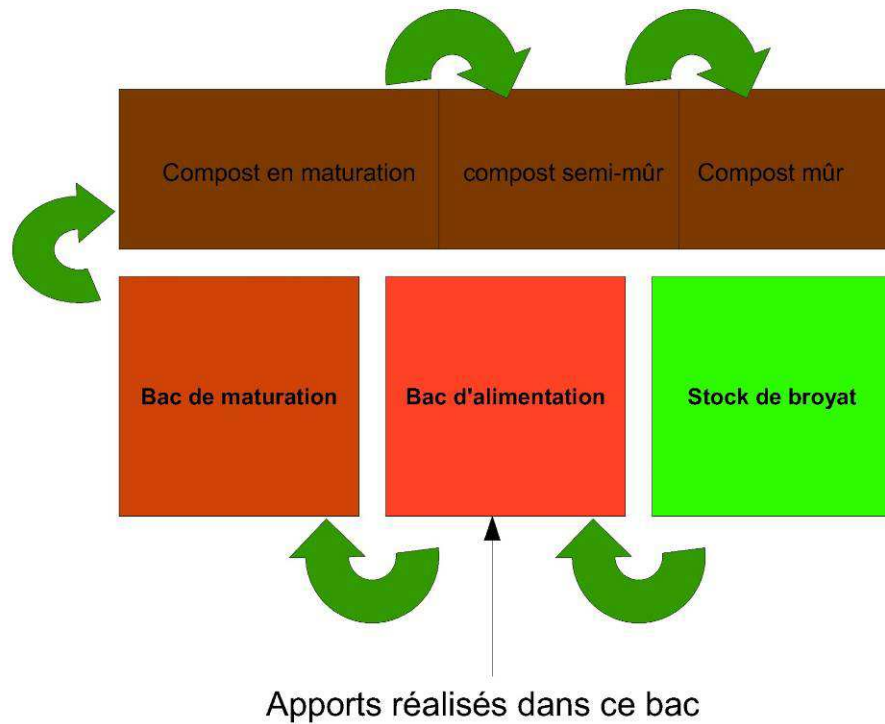 Compost en maturation
compost semi-mûr
Compost mûr
Bac de maturation
Bac d'alimentation
Stock de broyat
Apports réalisés dans ce bac